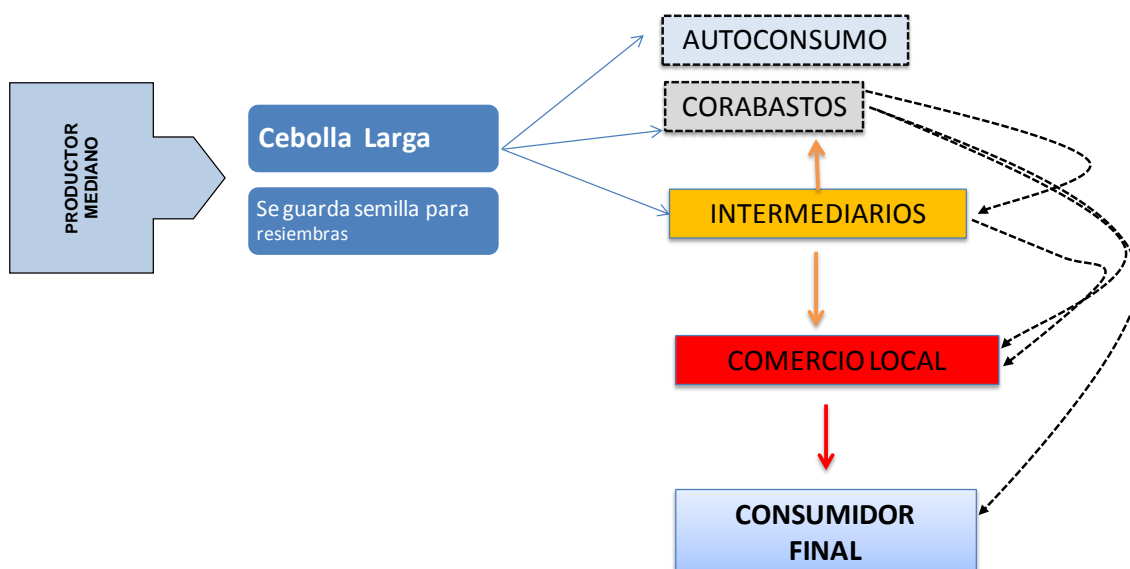 PRODUCTOR
MEDIANO
Cebolla Larga
Se guarda semilla para
resiembras
AUTOCONSUMO
CORABASTOS
INTERMEDIARIOS
COMERCIO LOCAL
CONSUMIDOR
FINAL